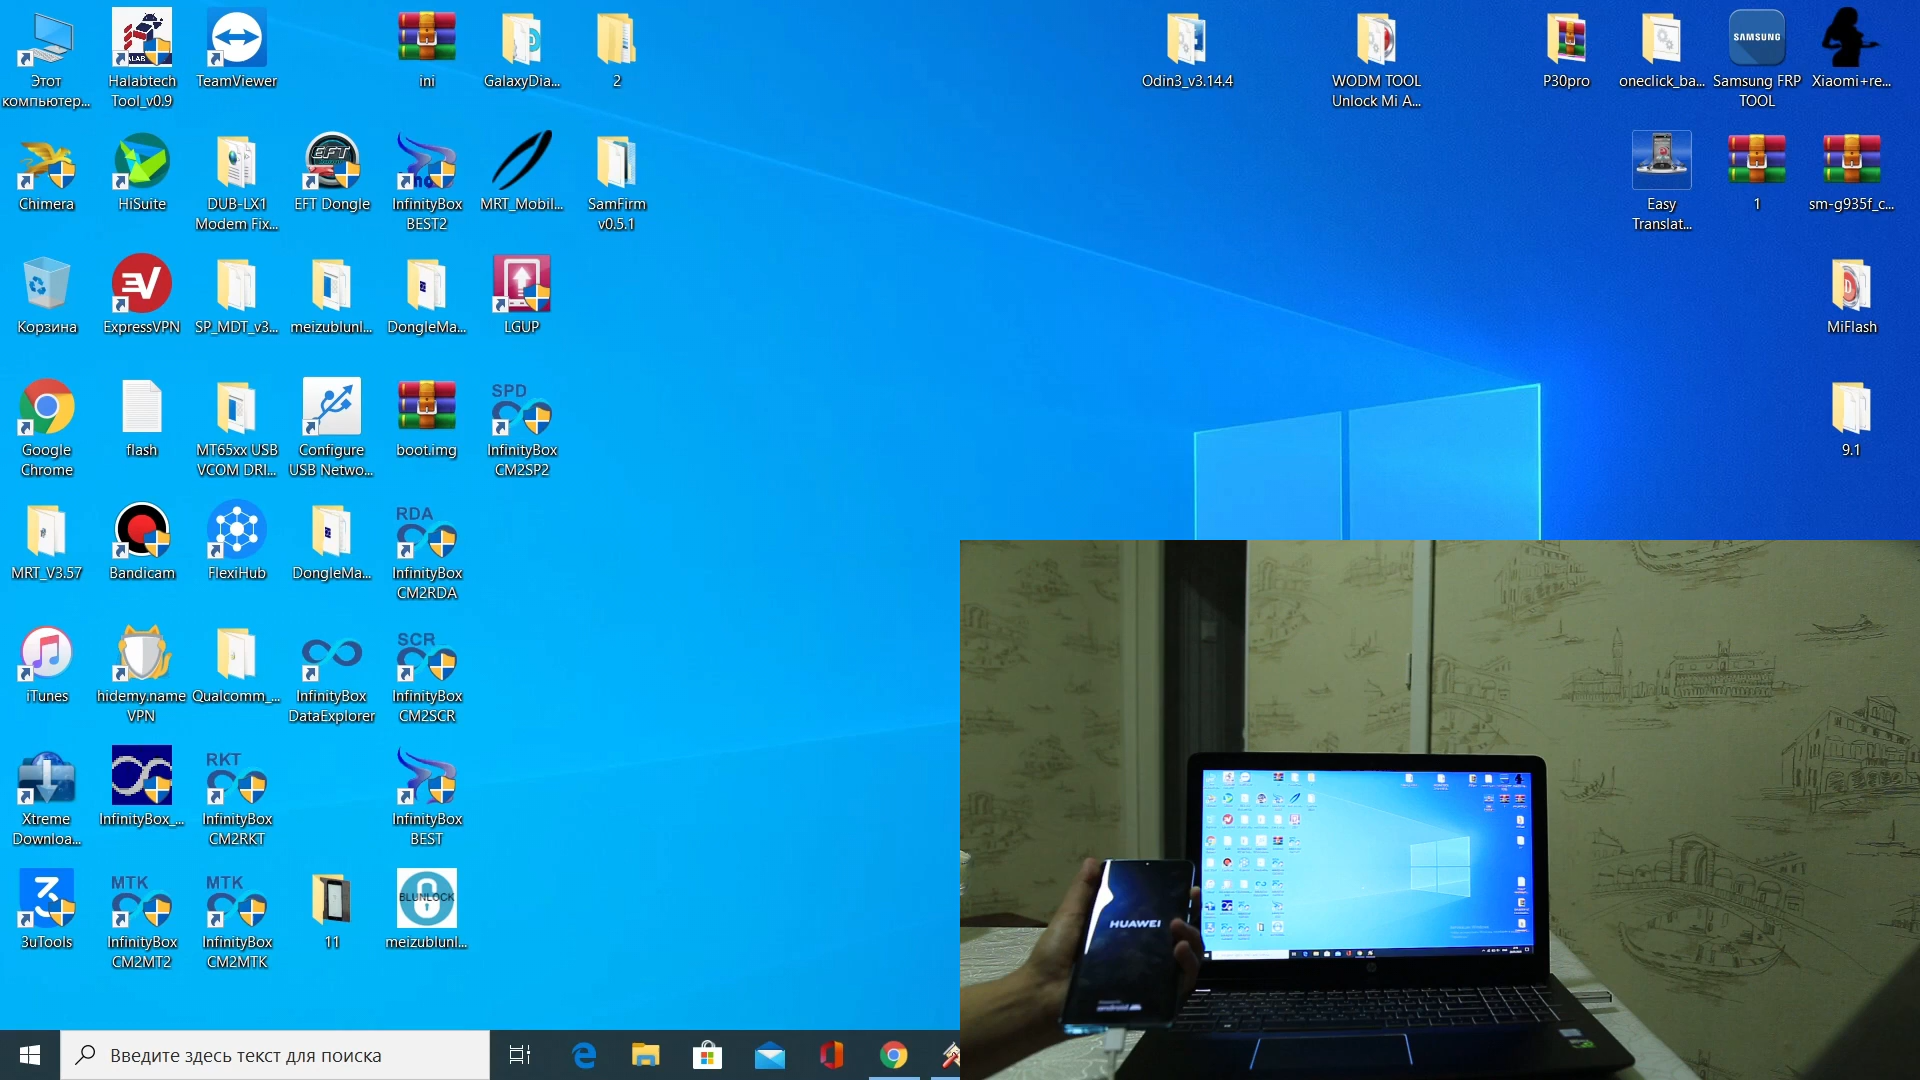 Этот
компьютер...
Halabtech
Tool_v0.9
TeamViewer
ini
GalaxyDia...
2
Odin3_v3.14.4
WODM TOOL
Unlock Mi A...
P30pro
oneclick_ba...
SAMSUNG
Samsung FRP
TOOL
Xiaomi+re...
Chimera
HiSuite
DUB-LX1
Modem Fix...
EFT
EFT Dongle
InfinityBox
BEST2
MRT_Mobil...
SamFirm
v0.5.1
Easy
Translat...
1
sm-g935f_c...
Корзина
ExpressVPN
SP_MDT_v3...
meizublunl...
DongleMa...
LGUP
MiFlash
Google
Chrome
flash
MT65xx USB
VCOM DRI...
Configure
USB Netwo...
boot.img
SPD
InfinityBox
CM2SP2
9.1
MRT_V3.57
Bandicam
FlexiHub
DongleMa...
RDA
InfinityBox
CM2RDA
iTunes
hidemy.name
VPN
Qualcomm_...
InfinityBox
DataExplorer
SCR
InfinityBox
CM2SCR
Xtreme
Downloa...
InfinityBox_...
RKT
InfinityBox
CM2RKT
InfinityBox
BEST
3uTools
MTK
InfinityBox
CM2MT2
MTK
InfinityBox
CM2MTK
11
BLUNLOCK
meizublunl...
HUAWEI
android
Введите здесь текст для поиска